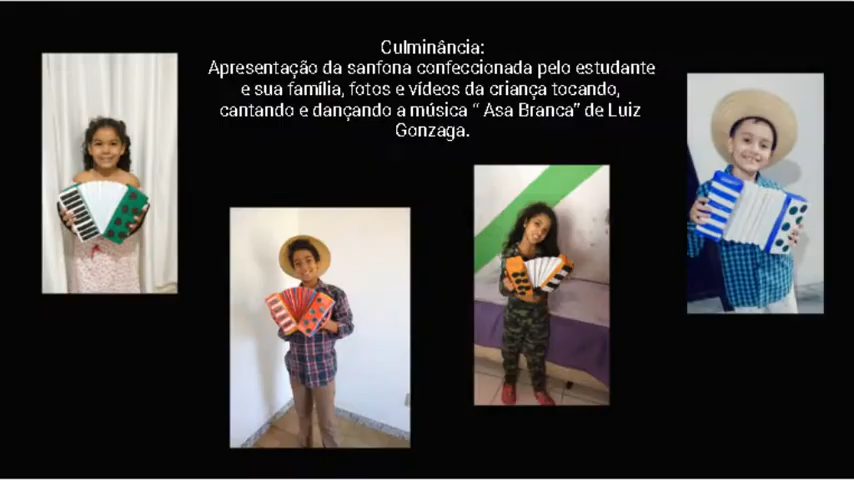 Culminância:
Apresentação da sanfona confeccionada pelo estudante
e sua família, fotos e vídeos da criança tocando,
cantando e dançando a música “ Asa Branca” de Luiz
Gonzaga.